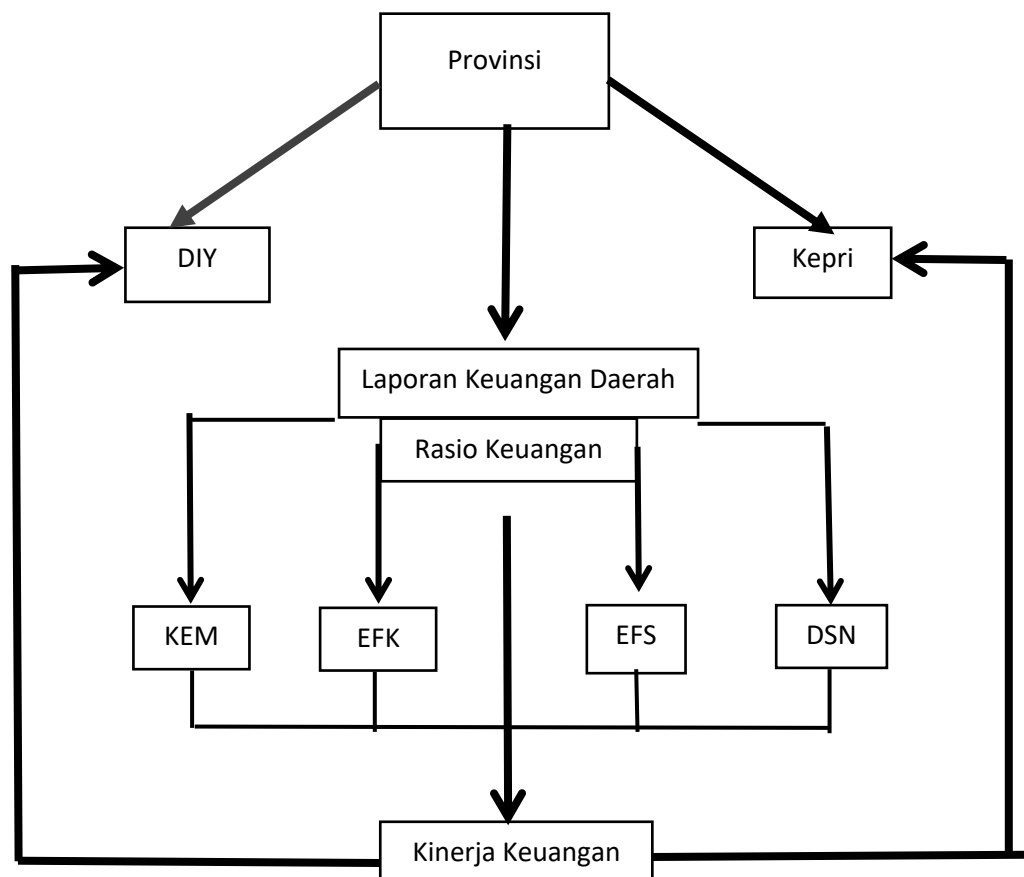 Provinsi
DIY
Kepri
Laporan Keuangan Daerah
Rasio Keuangan
KEM
EFK
EFS
DSN
Kinerja Keuangan